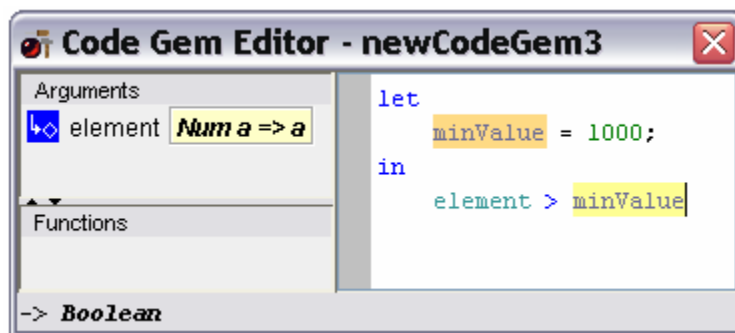 Code Gem Editor - newCodeGem3
Arguments
element Num a => a
Functions
let
minValue = 1000;
in
element > minValue
-> Boolean